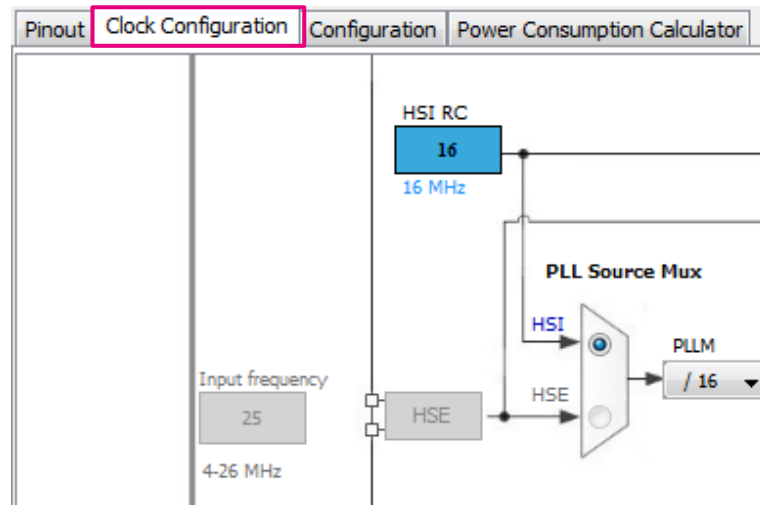 Pinout Clock Configuration Configuration Power Consumption Calculator
HSI RC
16
16 MHz
PLL Source Mux
HSI
PLLM
/ 16
Input frequency
HSE
25
HSE
4-26 MHz